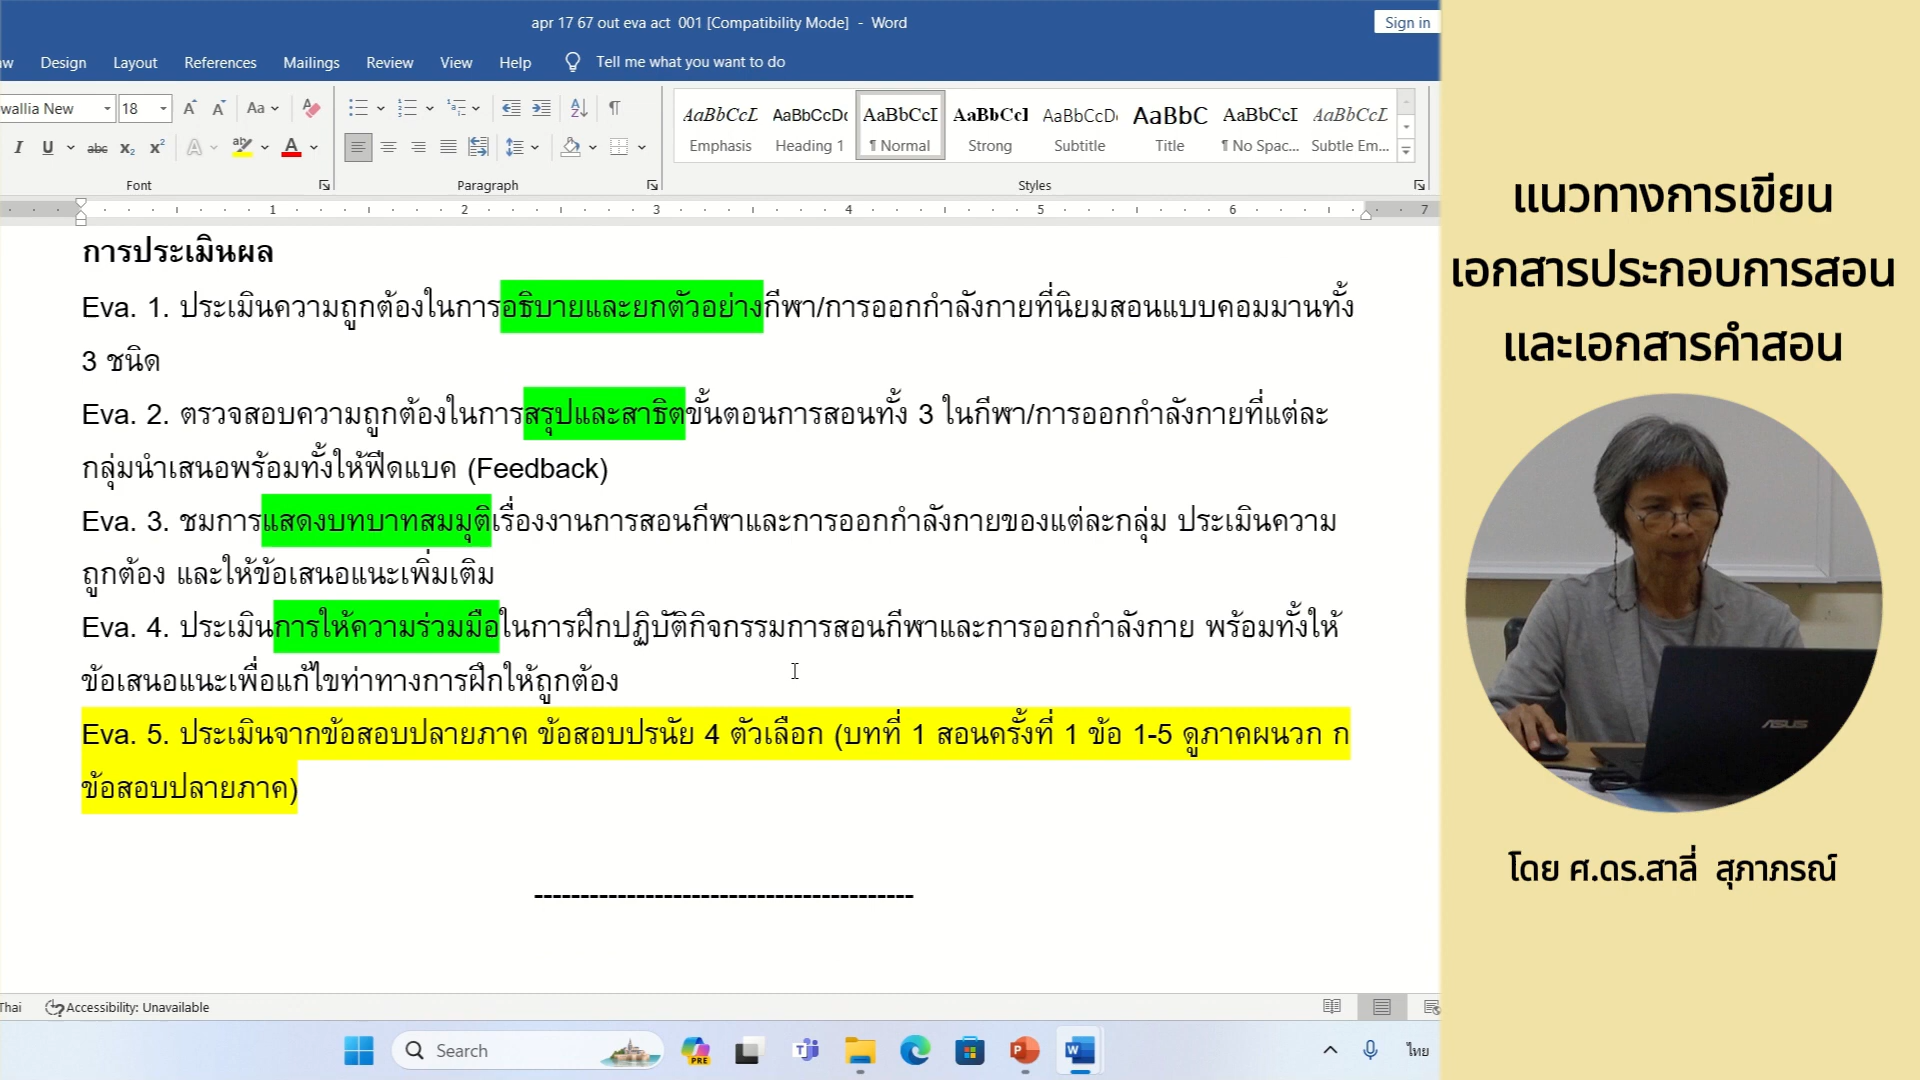 apr 17 67 out eva act  001 [Compatibility Mode]  -  Word
Sign in
Design Layout References Mailings Review View Help Tell me what you want to do
wallia New 18 Aa
AaBbCcL AaBbCcDc AaBbCcI AaBbCcI AaBbCcD AaBbC AaBbCcI AaBbCcL
Emphasis Heading 1 ¶ Normal Strong Subtitle Title ¶ No Spac... Subtle Em...
Font Paragraph Styles
1 2 3 4 5 6 7
การประเมินผล
Eva. 1. ประเมินความถูกต้องในการอธิบายและยกตัวอย่างกีฬา/การออกกำลังกายที่นิยมสอนแบบคอมมานทั้ง
3 ชนิด
Eva. 2. ตรวจสอบความถูกต้องในการสรุปและสาธิตขั้นตอนการสอนทั้ง 3 ในกีฬา/การออกกำลังกายที่แต่ละ
กลุ่มนำเสนอพร้อมทั้งให้ฟีดแบค (Feedback)
Eva. 3. ชมการแสดงบทบาทสมมุติเรื่องงานการสอนกีฬาและการออกกำลังกายของแต่ละกลุ่ม ประเมินความ
ถูกต้อง และให้ข้อเสนอแนะเพิ่มเติม
Eva. 4. ประเมินการให้ความร่วมมือในการฝึกปฏิบัติกิจกรรมการสอนกีฬาและการออกกำลังกาย พร้อมทั้งให้
ข้อเสนอแนะเพื่อแก้ไขท่าทางการฝึกให้ถูกต้อง
Eva. 5. ประเมินจากข้อสอบปลายภาค ข้อสอบปรนัย 4 ตัวเลือก (บทที่ 1 สอนครั้งที่ 1 ข้อ 1-5 ดูภาคผนวก ก
ข้อสอบปลายภาค)
-----------------------------------------
Thai Accessibility: Unavailable
Search
PRE
ไทย
แนวทางการเขียน
เอกสารประกอบการสอน
และเอกสารคำสอน
ASUS
โดย ศ.ดร.สาลี่  สุภาภรณ์